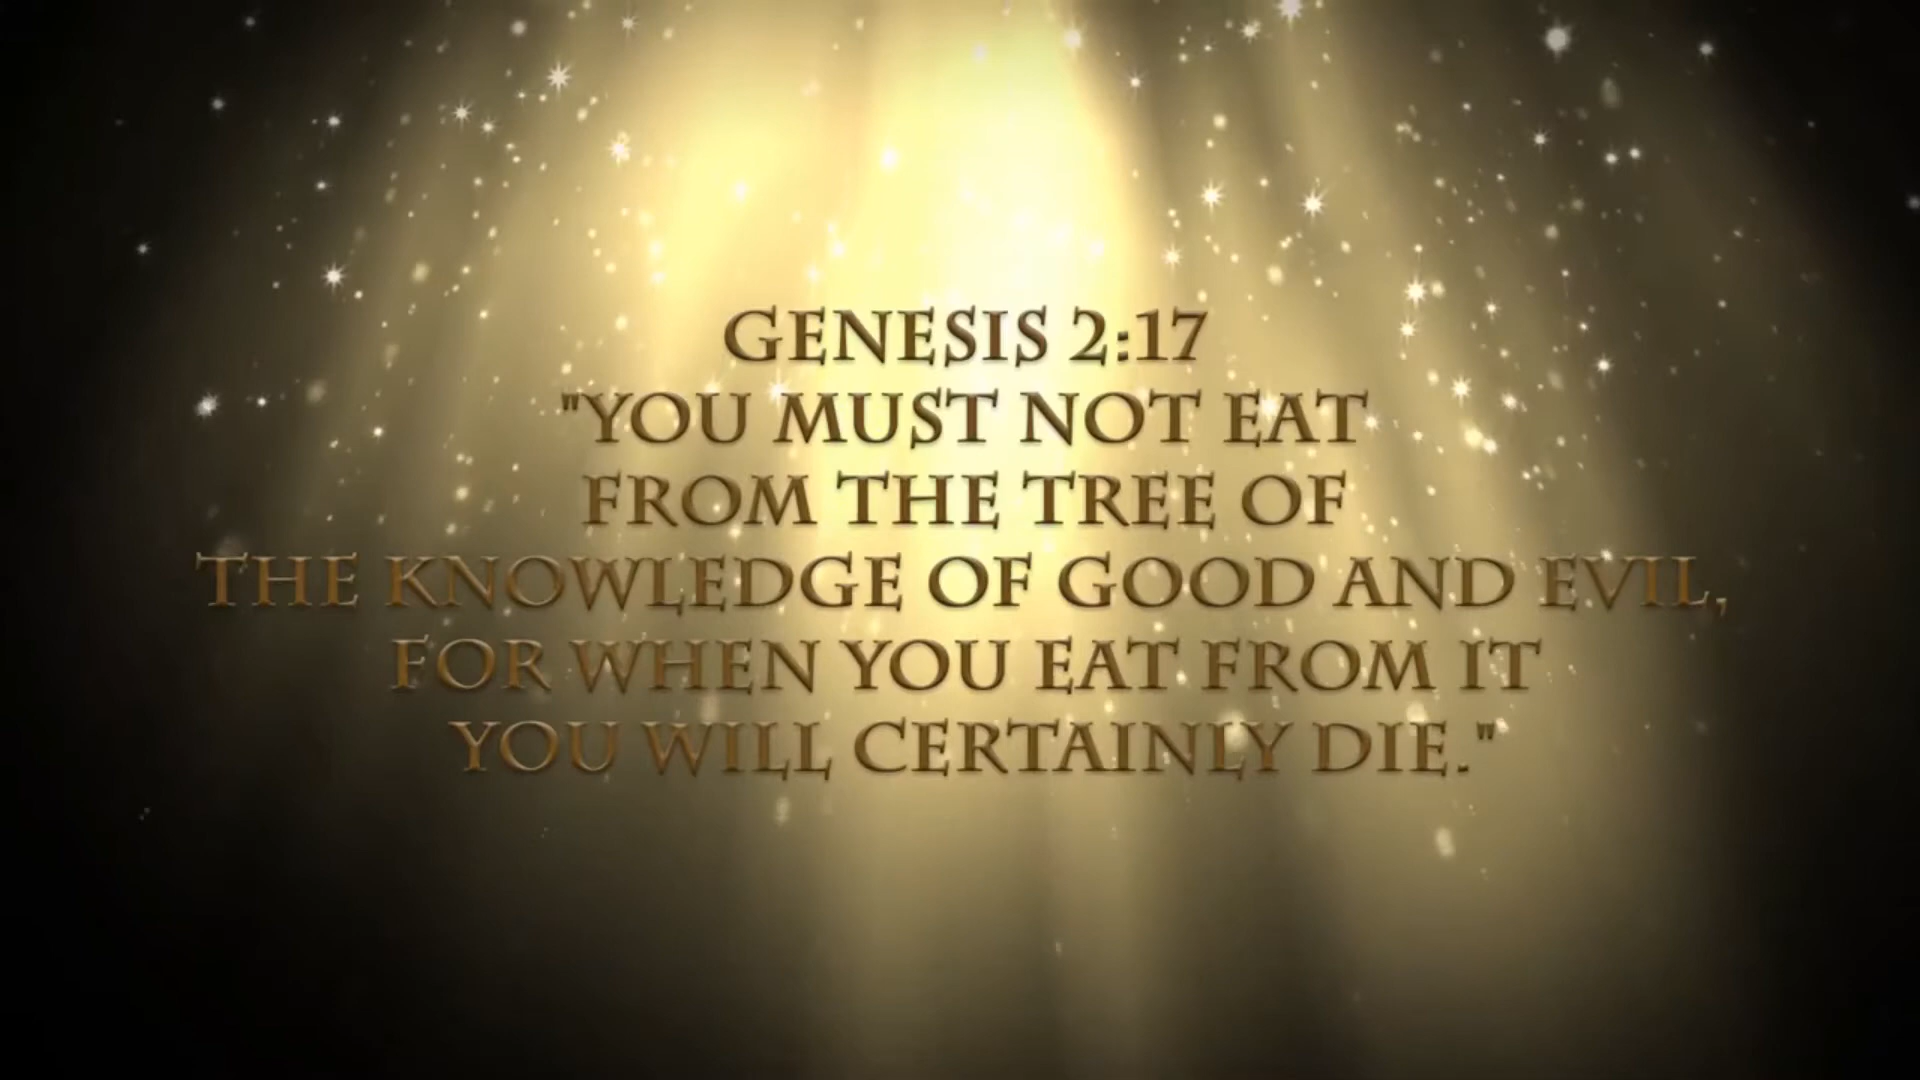 GENESIS 2:17
"YOU MUST NOT EAT
FROM THE TREE OF
THE KNOWLEDGE OF GOOD AND EVIL,
FOR WHEN YOU EAT FROM IT
YOU WILL CERTAINLY DIE."